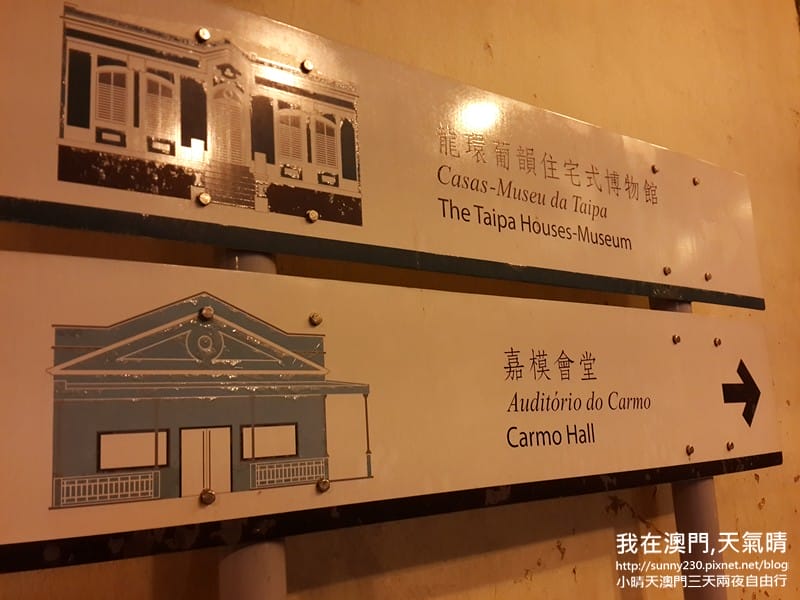 龍環葡韻住宅式博物館
Casas-Museu da Taipa
The Taipa Houses-Museum
嘉模會堂
Auditório do Carmo
Carmo Hall
我在澳門,天氣晴
http://sunny230.pixnet.net/blog
小晴天澳門三天兩夜自由行